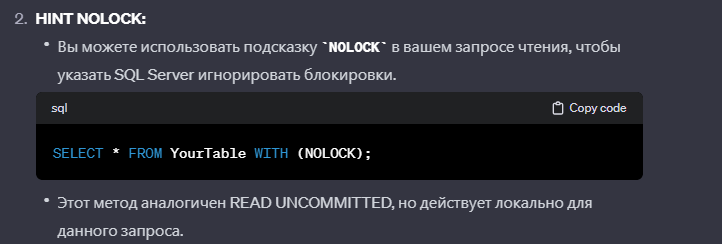 2. HINT NOLOCK:
• Вы можете использовать подсказку `NOLOCK` в вашем запросе чтения, чтобы
указать SQL Server игнорировать блокировки.
sql Copy code
SELECT * FROM YourTable WITH (NOLOCK);
• Этот метод аналогичен READ UNCOMMITTED, но действует локально для
данного запроса.